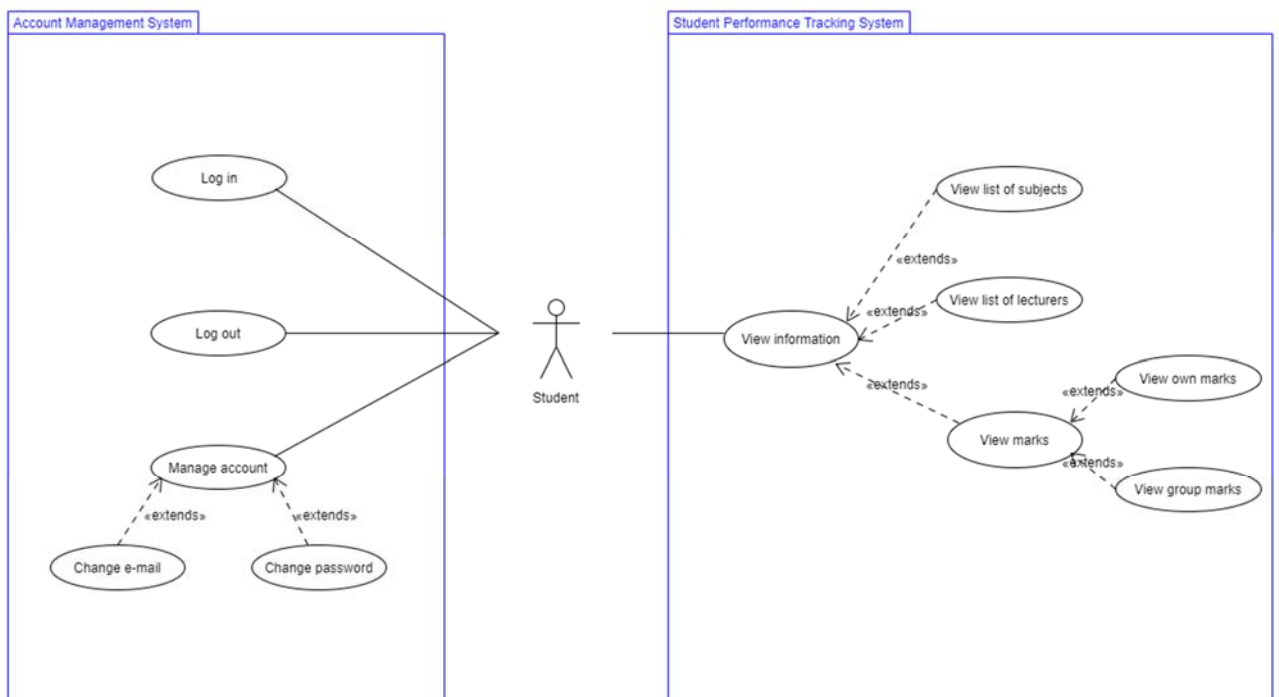 Account Management System
Log in
Log out
Manage account
«extends»
«extends»
Change e-mail
Change password
Student
Student Performance Tracking System
View list of subjects
«extends»
View list of lecturers
«extends»
View information
«extends»
View own marks
«extends»
View marks
«extends»
View group marks